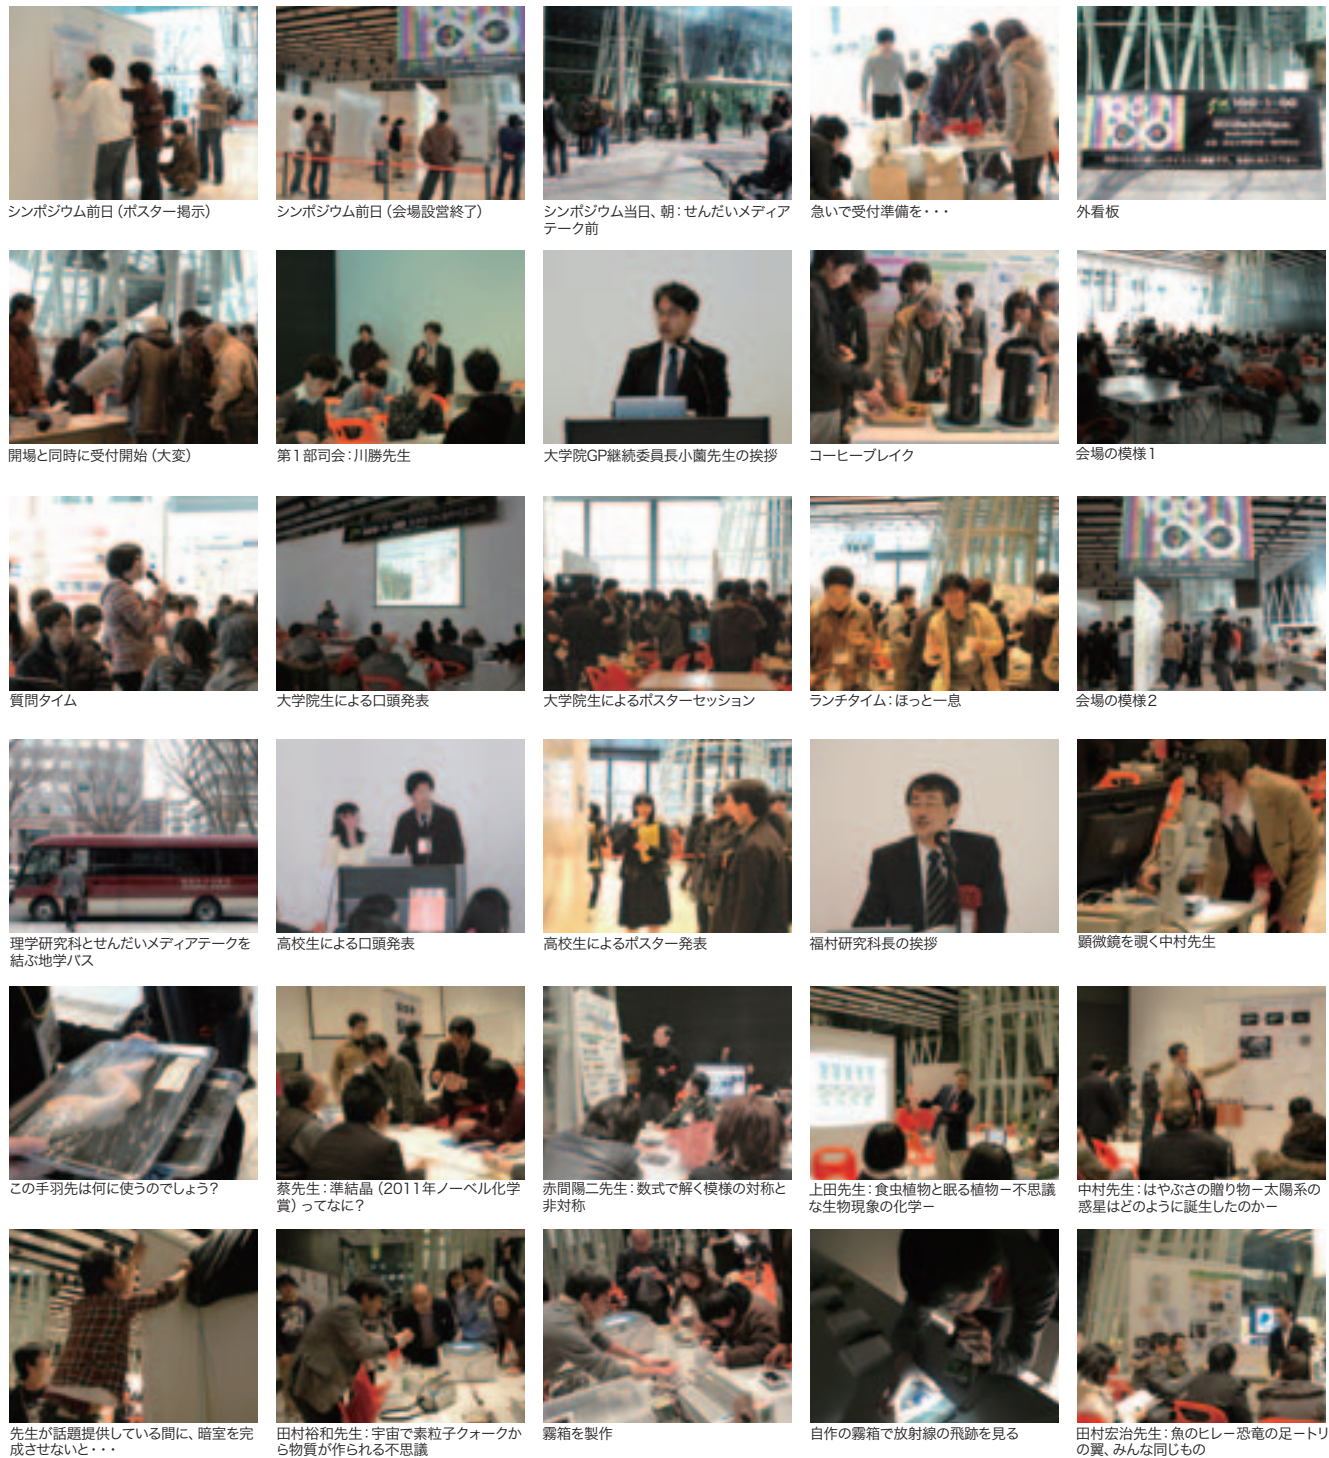 シンポジウム前日（ポスター掲示）
シンポジウム前日（会場設営終了）
シンポジウム当日、朝：せんだいメディア
テーク前
急いで受付準備を・・・
外看板
開場と同時に受付開始（大変）
第1部司会：川勝先生
大学院GP継続委員長小薗先生の挨拶
コーヒーブレイク
会場の模様1
質問タイム
大学院生による口頭発表
大学院生によるポスターセッション
ランチタイム：ほっと一息
会場の模様2
理学研究科とせんだいメディアテークを
結ぶ地学バス
高校生による口頭発表
高校生によるポスター発表
福村研究科長の挨拶
顕微鏡を覗く中村先生
この手羽先は何に使うのでしょう？
蔡先生：準結晶（2011年ノーベル化学
賞）ってなに？
赤間陽二先生：数式で解く模様の対称と
非対称
上田先生：食虫植物と眠る植物－不思議
な生物現象の化学－
中村先生：はやぶさの贈り物－太陽系の
惑星はどのように誕生したのか－
先生が話題提供している間に、暗室を完
成させないと・・・
田村裕和先生：宇宙で素粒子クォークか
ら物質が作られる不思議
霧箱を製作
自作の霧箱で放射線の飛跡を見る
田村宏治先生：魚のヒレ－恐竜の足－トリ
の翼、みんな同じもの